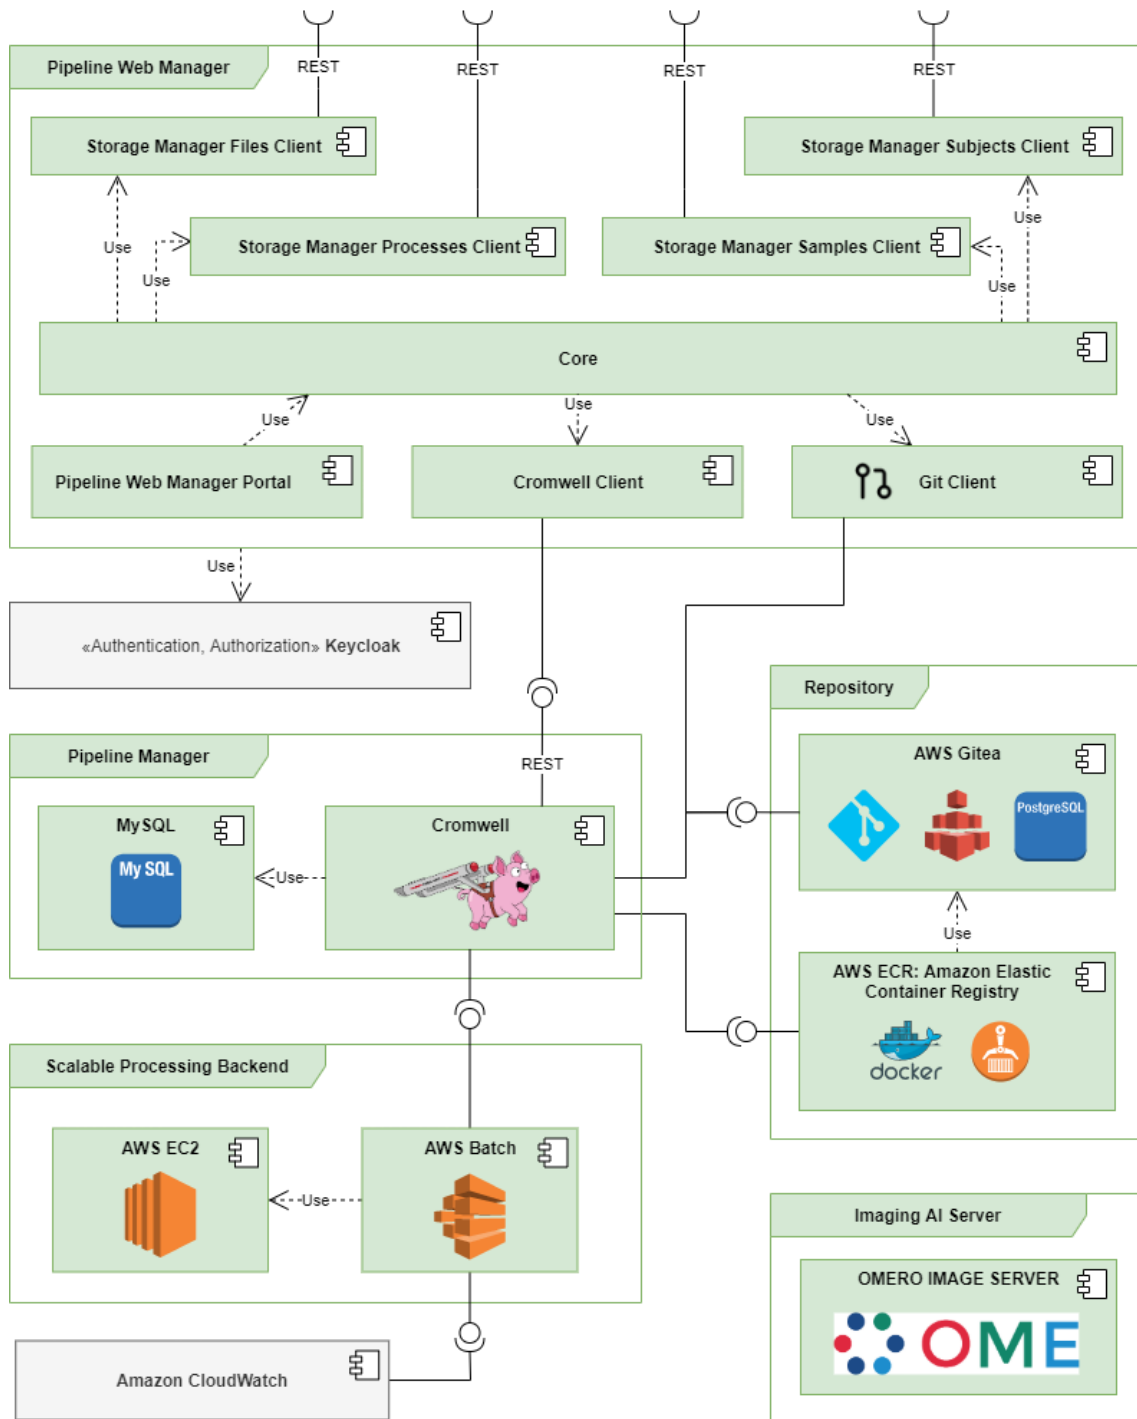 Pipeline Web Manager
REST
REST
REST
REST
Storage Manager Files Client
Storage Manager Subjects Client
Use
Use
Storage Manager Processes Client
Storage Manager Samples Client
Use
Use
Core
Use
Use
Use
Pipeline Web Manager Portal
Cromwell Client
Git Client
Use
«Authentication, Authorization» Keycloak
Repository
Pipeline Manager
REST
AWS Gitea
PostgreSQL
MySQL
My SQL
Cromwell
Use
Use
AWS ECR: Amazon Elastic
Container Registry
docker
Scalable Processing Backend
AWS EC2
AWS Batch
Use
Imaging AI Server
OMERO IMAGE SERVER
OME
Amazon CloudWatch